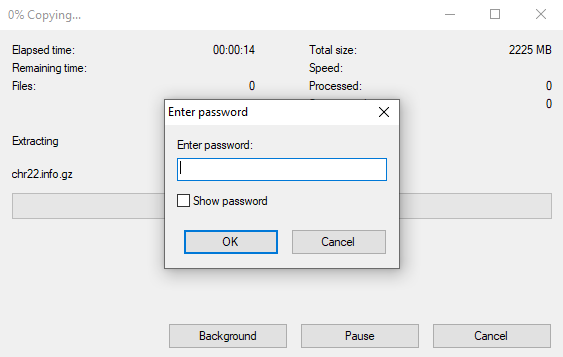 0% Copying...
Elapsed time: 00:00:14 Total size: 2225 MB
Remaining time: Speed:
Files: 0 Processed: 0
0
Enter password
Enter password:
Extracting
chr22.info.gz
Show password
OK Cancel
Background Pause Cancel